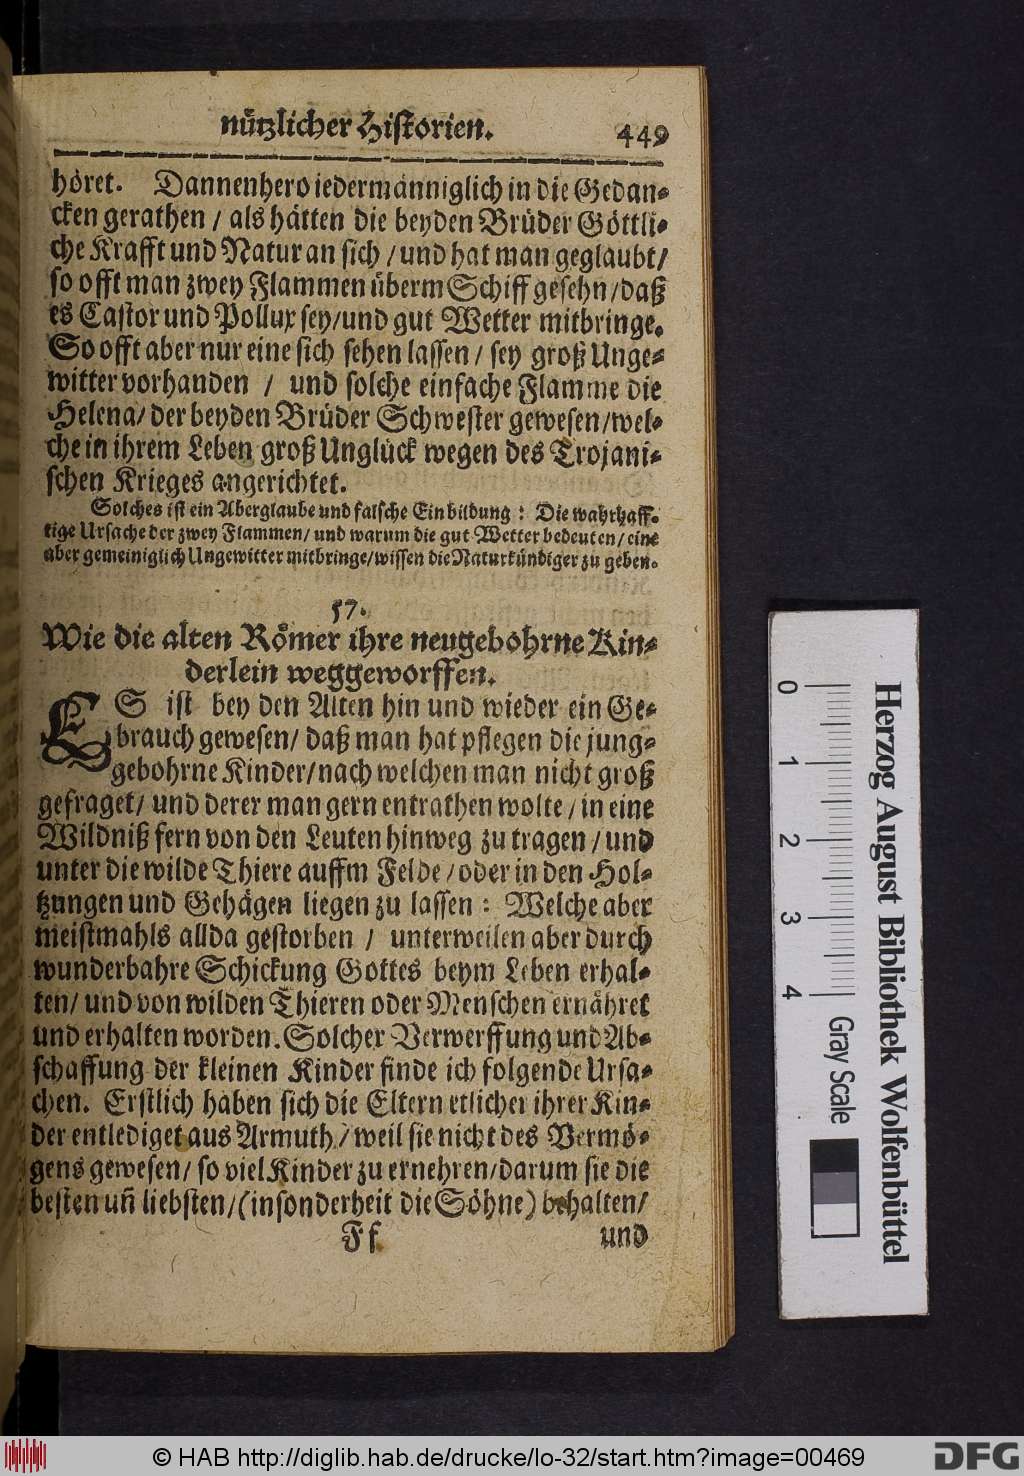 nützlicher Historien. 449
höret. Dannenhero iedermänniglich in die Gedan-
cken gerathen / als hätten die beyden Brüder Göttli-
che Krafft und Natur an sich / und hat man geglaubt /
so offt man zwey Flammen überm Schiff gesehn / daß
es Castor und Pollux sey / und gut Wetter mitbringe.
So offt aber nur eine sich sehen lassen / sey groß Unge-
witter vorhanden / und solche einfache Flamme die
Helena / der beyden Brüder Schwester gewesen / wel-
che in ihrem Leben groß Unglück wegen des Trojani-
schen Krieges angerichtet.
Solches ist ein Aberglaube und falsche Einbildung : Die wahrhaff-
tige Ursache der zwey Flammen / und warum die gut Wetter bedeuten / eine
aber gemeiniglich Ungewitter mitbringe / wissen die Naturkündiger zu geben.
57.
Wie die alten Römer ihre neugebohrne Kin-
derlein weggeworffen.
ES ist bey den Alten hin und wieder ein Ge-
brauch gewesen / daß man hat pflegen die jung-
gebohrne Kinder / nach welchen man nicht groß
gefraget / und derer man gern entrathen wolte / in eine
Wildniß fern von den Leuten hinweg zu tragen / und
unter die wilde Thiere auffm Felde / oder in den Hol-
tzungen und Gehägen liegen zu lassen : Welche aber
meistmahls allda gestorben / unterweilen aber durch
wunderbahre Schickung Gottes beym Leben erhal-
ten / und von wilden Thieren oder Menschen ernähret
und erhalten worden. Solcher Verwerffung und Ab-
schaffung der kleinen Kinder finde ich folgende Ursa-
chen. Erstlich haben sich die Eltern etlicher ihrer Kin-
der entlediget aus Armuth / weil sie nicht des Vermö-
gens gewesen / so viel Kinder zu ernehren / darum sie die
besten uñ liebsten / (insonderheit die Söhne) behalten /
Ff und
0 1 2 3 4 Gray Scale
Herzog August Bibliothek Wolfenbüttel
© HAB http://diglib.hab.de/drucke/lo-32/start.htm?image=00469
DFG